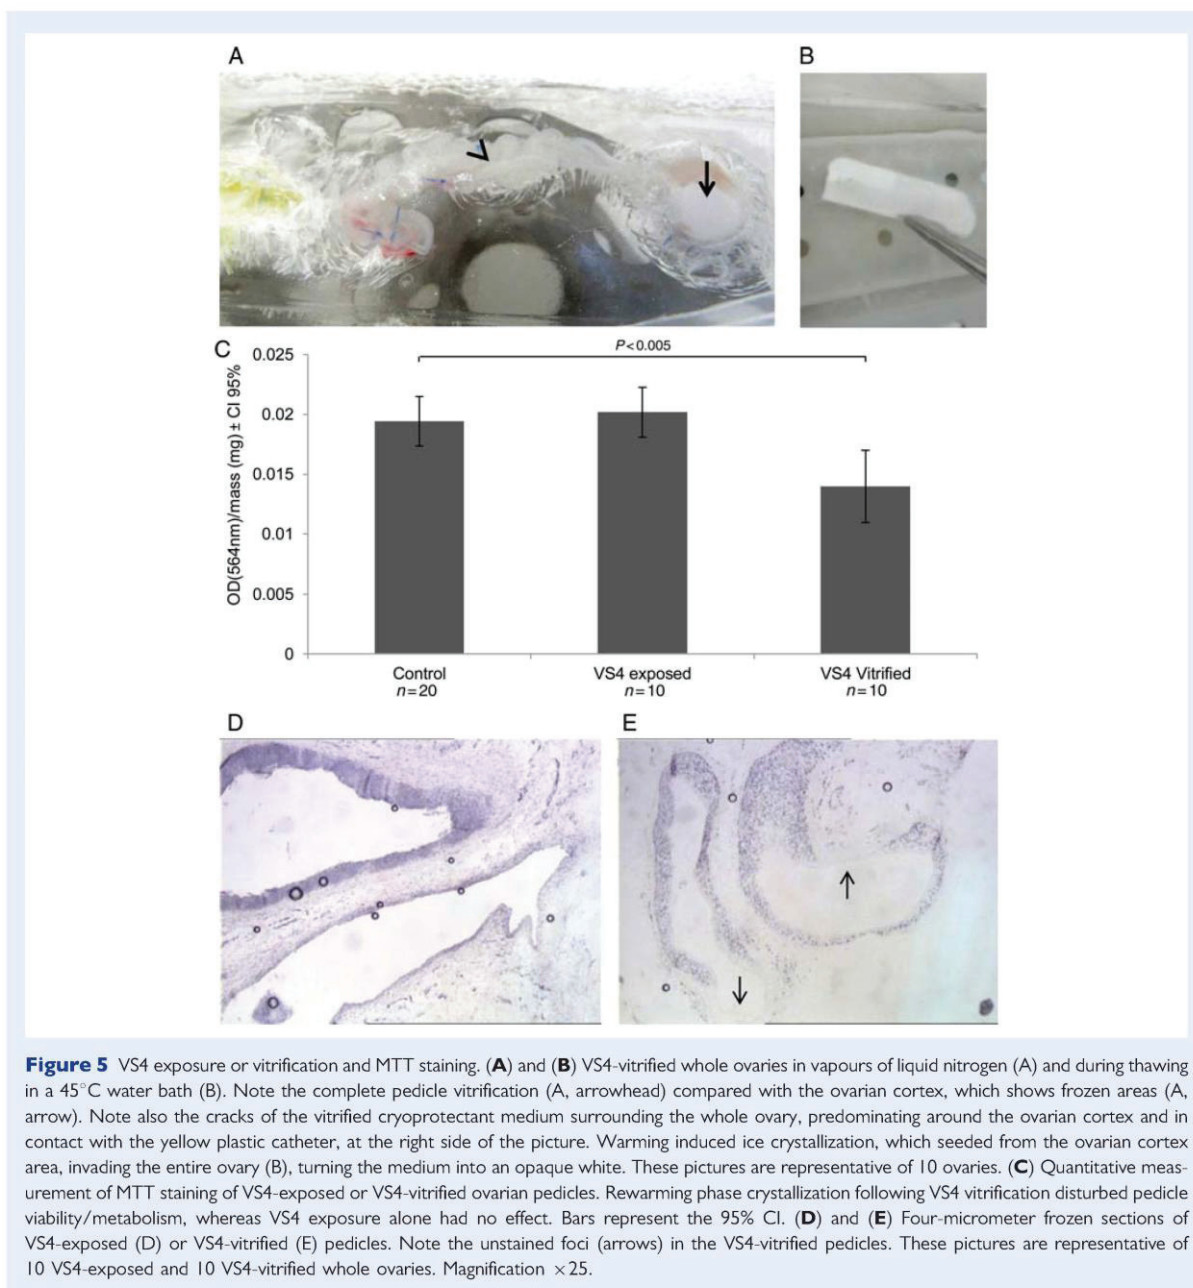 A
B
C
0.025
0.02
0.015
0.01
0.005
0
OD(564nm)/mass (mg) ± CI 95%
P<0.005
Control
n=20
VS4 exposed
n=10
VS4 Vitrified
n=10
D
E
Figure 5 VS4 exposure or vitrification and MTT staining. (A) and (B) VS4-vitrified whole ovaries in vapours of liquid nitrogen (A) and during thawing
in a 45°C water bath (B). Note the complete pedicle vitrification (A, arrowhead) compared with the ovarian cortex, which shows frozen areas (A,
arrow). Note also the cracks of the vitrified cryoprotectant medium surrounding the whole ovary, predominating around the ovarian cortex and in
contact with the yellow plastic catheter, at the right side of the picture. Warming induced ice crystallization, which seeded from the ovarian cortex
area, invading the entire ovary (B), turning the medium into an opaque white. These pictures are representative of 10 ovaries. (C) Quantitative meas-
urement of MTT staining of VS4-exposed or VS4-vitrified ovarian pedicles. Rewarming phase crystallization following VS4 vitrification disturbed pedicle
viability/metabolism, whereas VS4 exposure alone had no effect. Bars represent the 95% CI. (D) and (E) Four-micrometer frozen sections of
VS4-exposed (D) or VS4-vitrified (E) pedicles. Note the unstained foci (arrows) in the VS4-vitrified pedicles. These pictures are representative of
10 VS4-exposed and 10 VS4-vitrified whole ovaries. Magnification ×25.